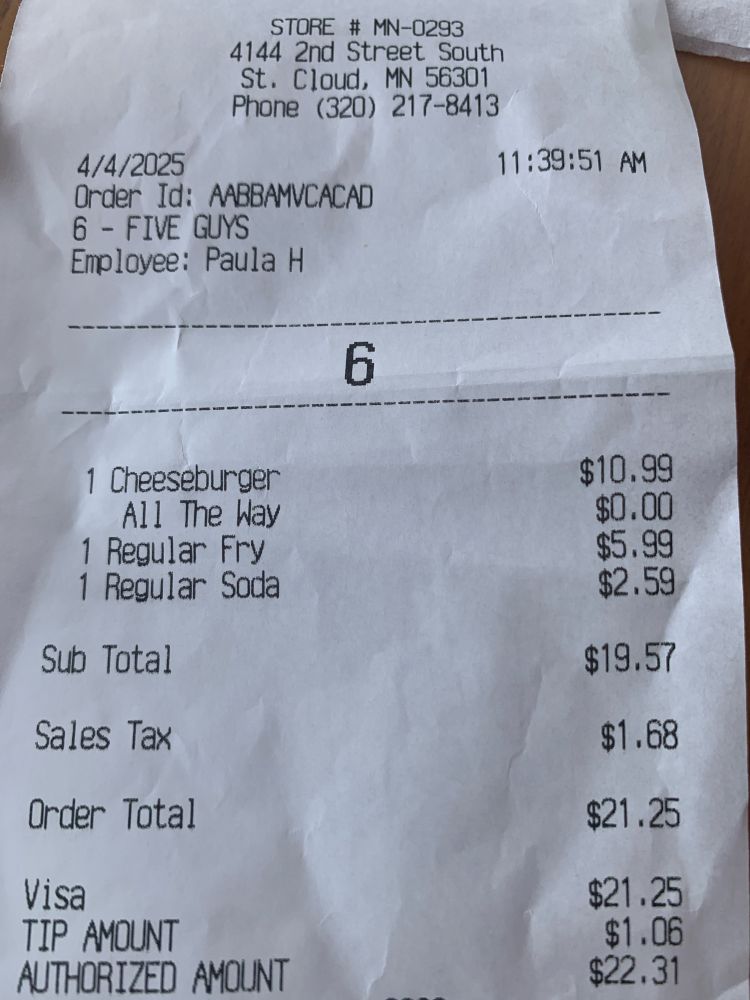 STORE # MN-0293
4144 2nd Street South
St. Cloud, MN 56301
Phone (320) 217-8413
4/4/2025 11:39:51 AM
Order Id: AABBAMVCACAD
6 - FIVE GUYS
Employee: Paula H
6
1 Cheeseburger $10.99
All The Way $0.00
1 Regular Fry $5.99
1 Regular Soda $2.59
Sub Total $19.57
Sales Tax $1.68
Order Total $21.25
Visa $21.25
TIP AMOUNT $1.06
AUTHORIZED AMOUNT $22.31